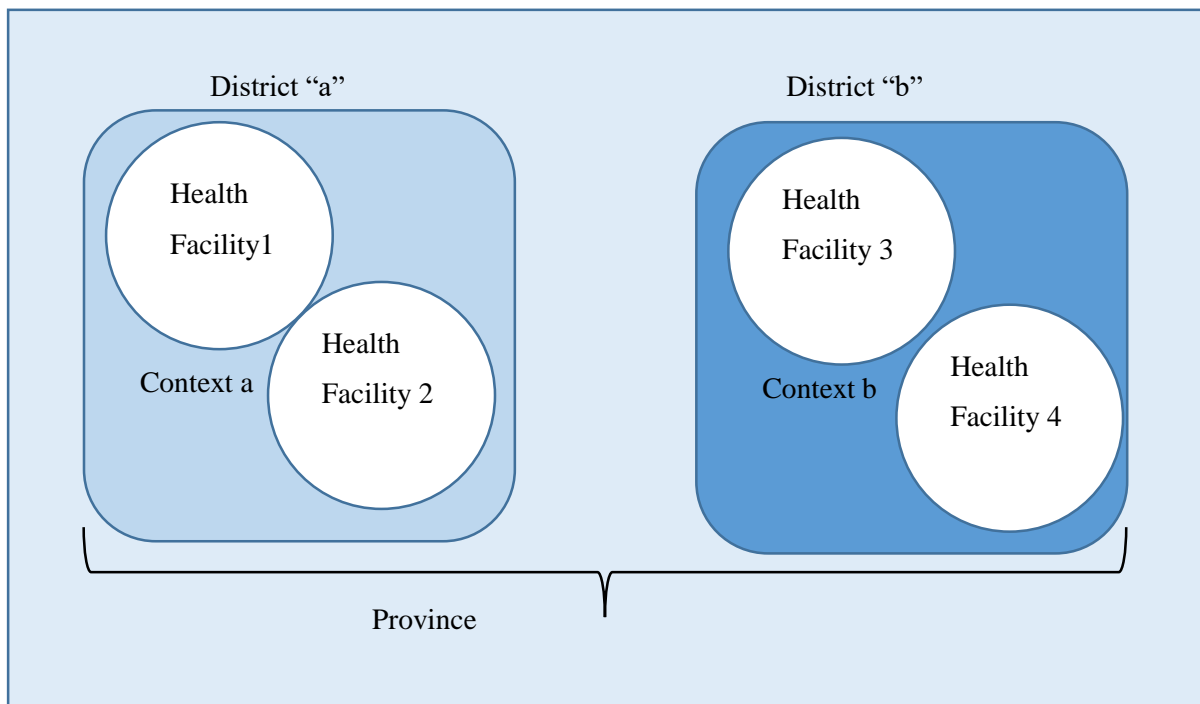 District “a”
District “b”
Health
Facility1
Health
Facility 2
Context a
Health
Facility 3
Health
Facility 4
Context b
Province